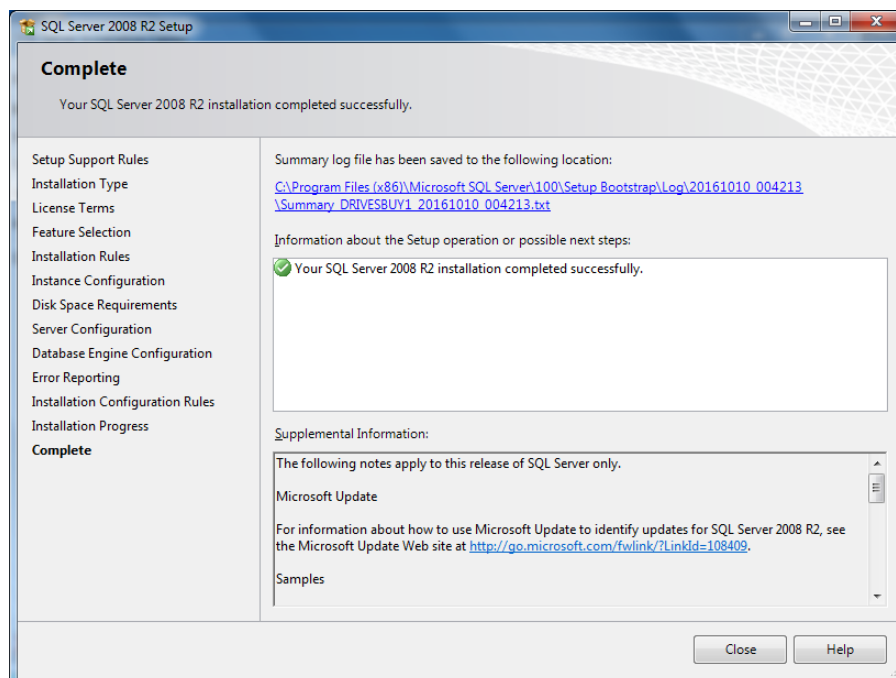 SQL Server 2008 R2 Setup
Complete
Your SQL Server 2008 R2 installation completed successfully.
Setup Support Rules
Installation Type
License Terms
Feature Selection
Installation Rules
Instance Configuration
Disk Space Requirements
Server Configuration
Database Engine Configuration
Error Reporting
Installation Configuration Rules
Installation Progress
Complete
Summary log file has been saved to the following location:
C:\Program Files (x86)\Microsoft SQL Server\100\Setup Bootstrap\Log\20161010_004213
\Summary_DRIVESBUY1_20161010_004213.txt
Information about the Setup operation or possible next steps:
Your SQL Server 2008 R2 installation completed successfully.
Supplemental Information:
The following notes apply to this release of SQL Server only.
Microsoft Update
For information about how to use Microsoft Update to identify updates for SQL Server 2008 R2, see
the Microsoft Update Web site at http://go.microsoft.com/fwlink/?LinkId=108409.
Samples
Close
Help